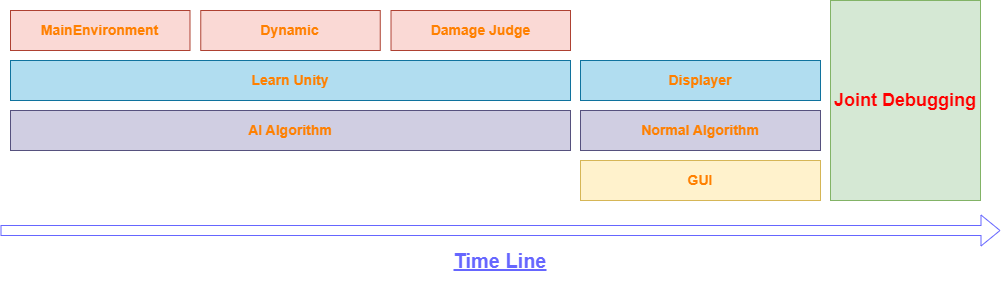 MainEnvironment
Dynamic
Damage Judge
Learn Unity
Displayer
Joint Debugging
AI Algorithm
Normal Algorithm
GUI
Time Line